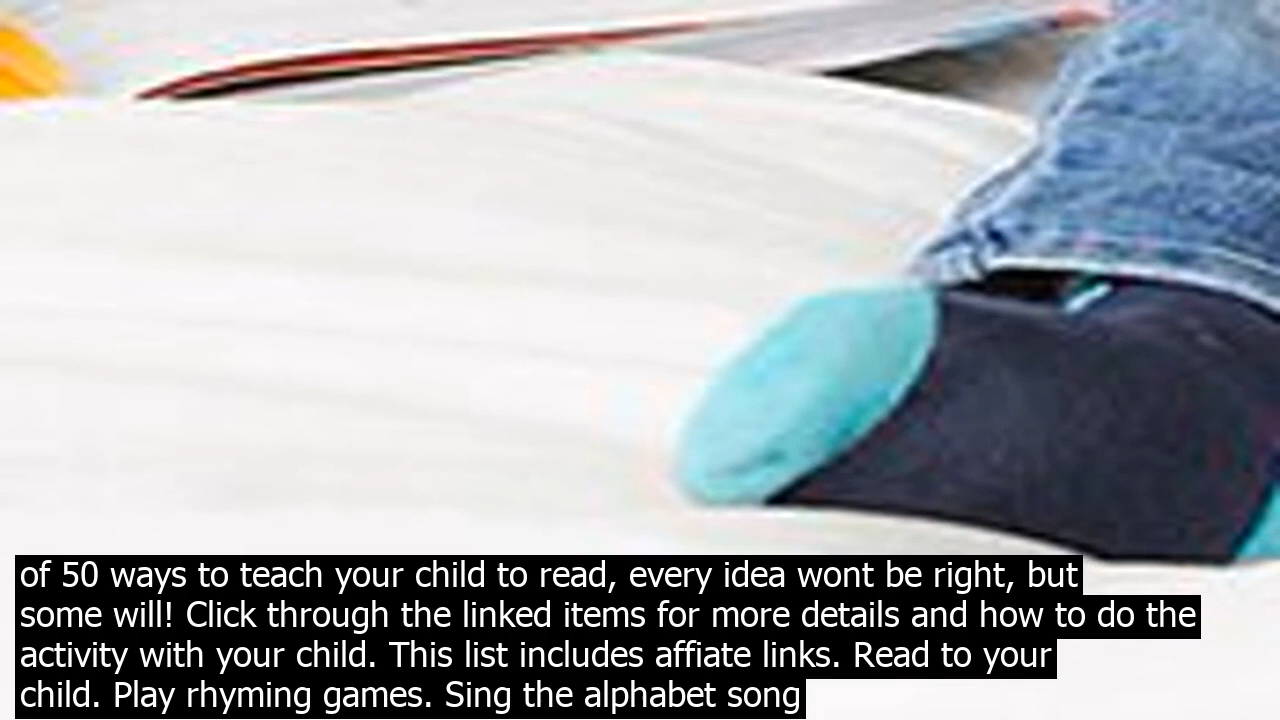 of 50 ways to teach your child to read, every idea wont be right, but
some will! Click through the linked items for more details and how to do the
activity with your child. This list includes affiate links. Read to your
child. Play rhyming games. Sing the alphabet song